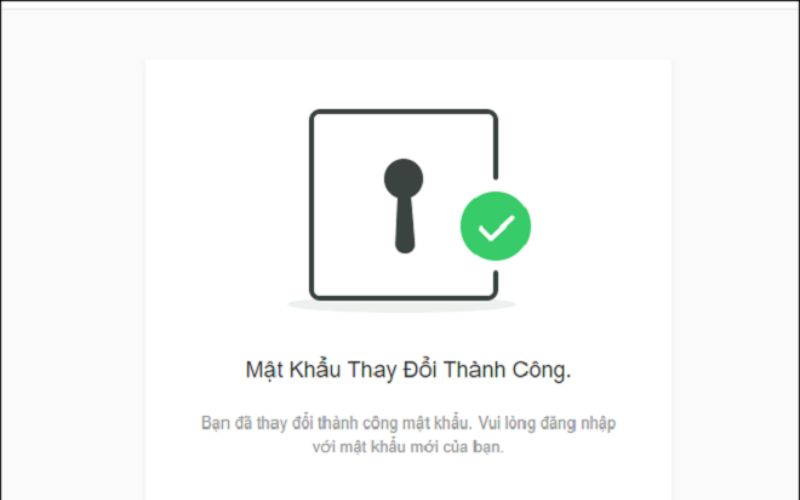 Mật Khẩu Thay Đổi Thành Công.
Bạn đã thay đổi thành công mật khẩu. Vui lòng đăng nhập
với mật khẩu mới của bạn.